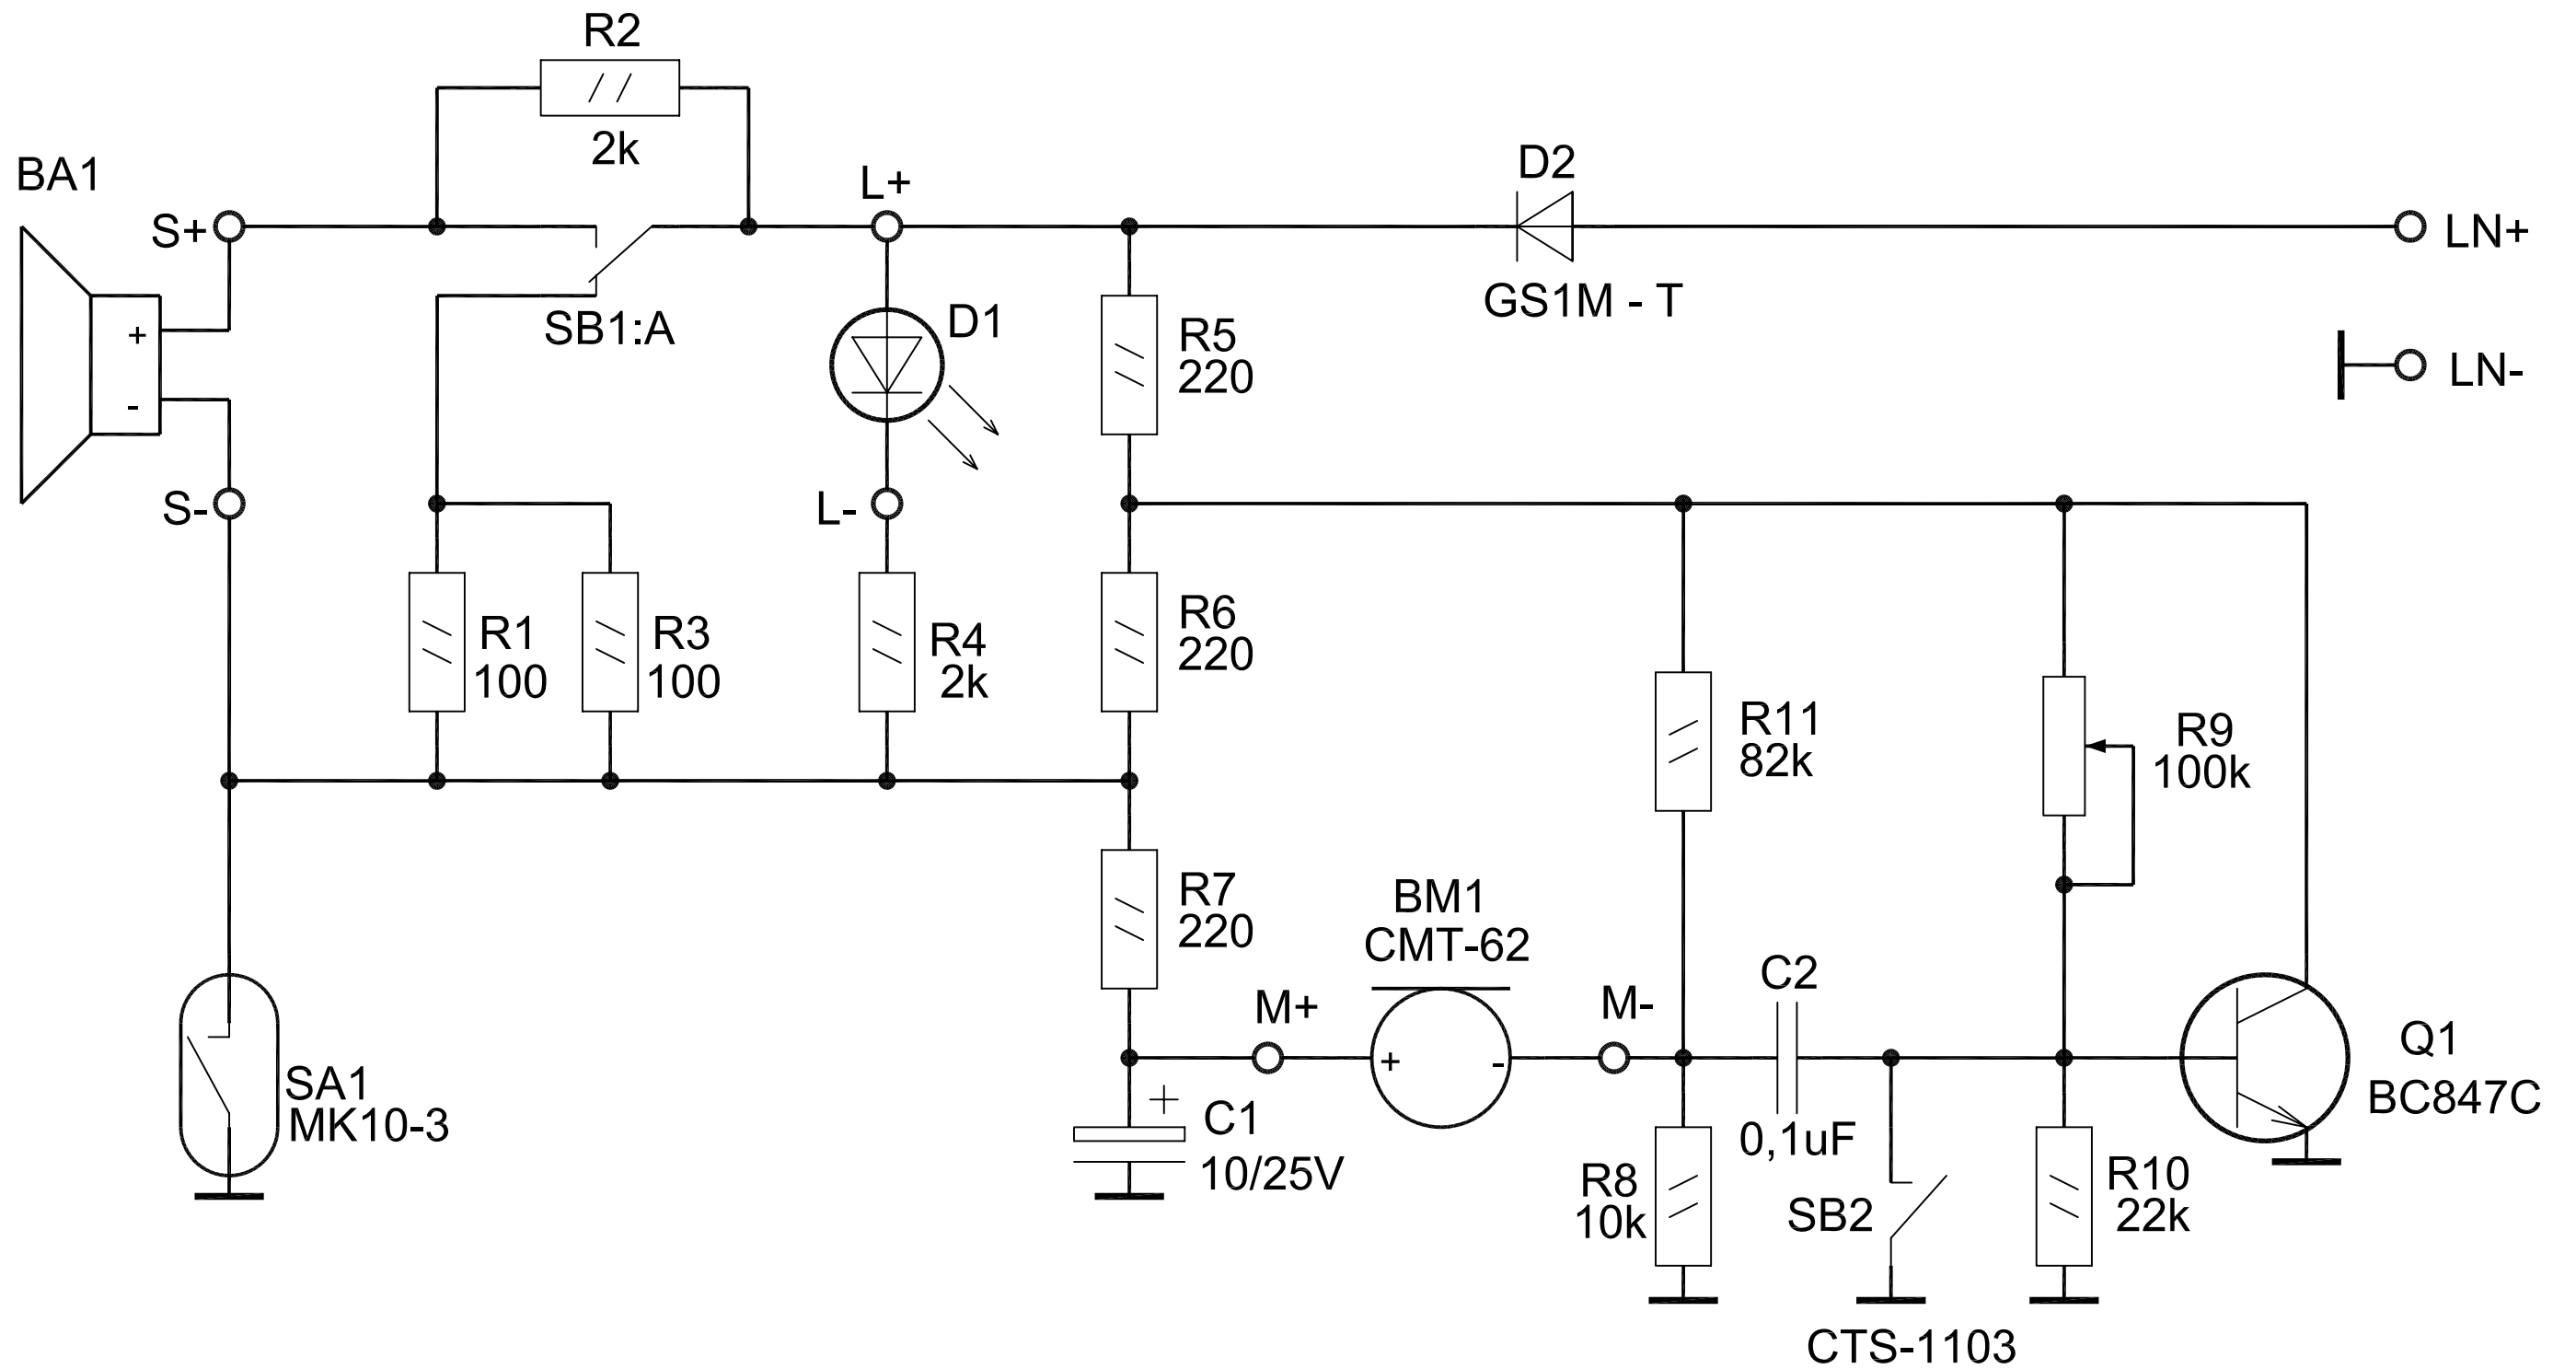 R2
2k
BA1
S+
+
-
S-
SB1:A
L+
D1
L-
D2
GS1M - T
LN+
LN-
R5
220
R1
100
R3
100
R4
2k
R6
220
R11
82k
R9
100k
R7
220
BM1
CMT-62
M+
+
-
M-
C2
0,1uF
Q1
BC847C
SA1
MK10-3
+
C1
10/25V
R8
10k
SB2
CTS-1103
R10
22k